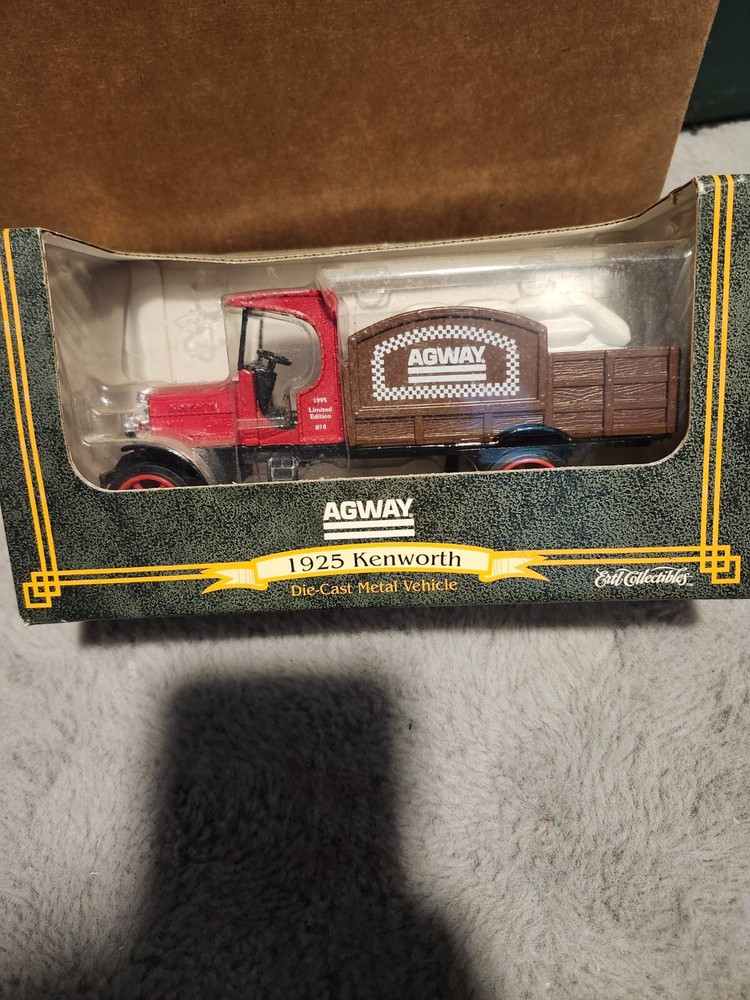 AGWAY
1995
Limited
Edition
#10
AGWAY
1925 Kenworth
Die-Cast Metal Vehicle
Ertl Collectibles